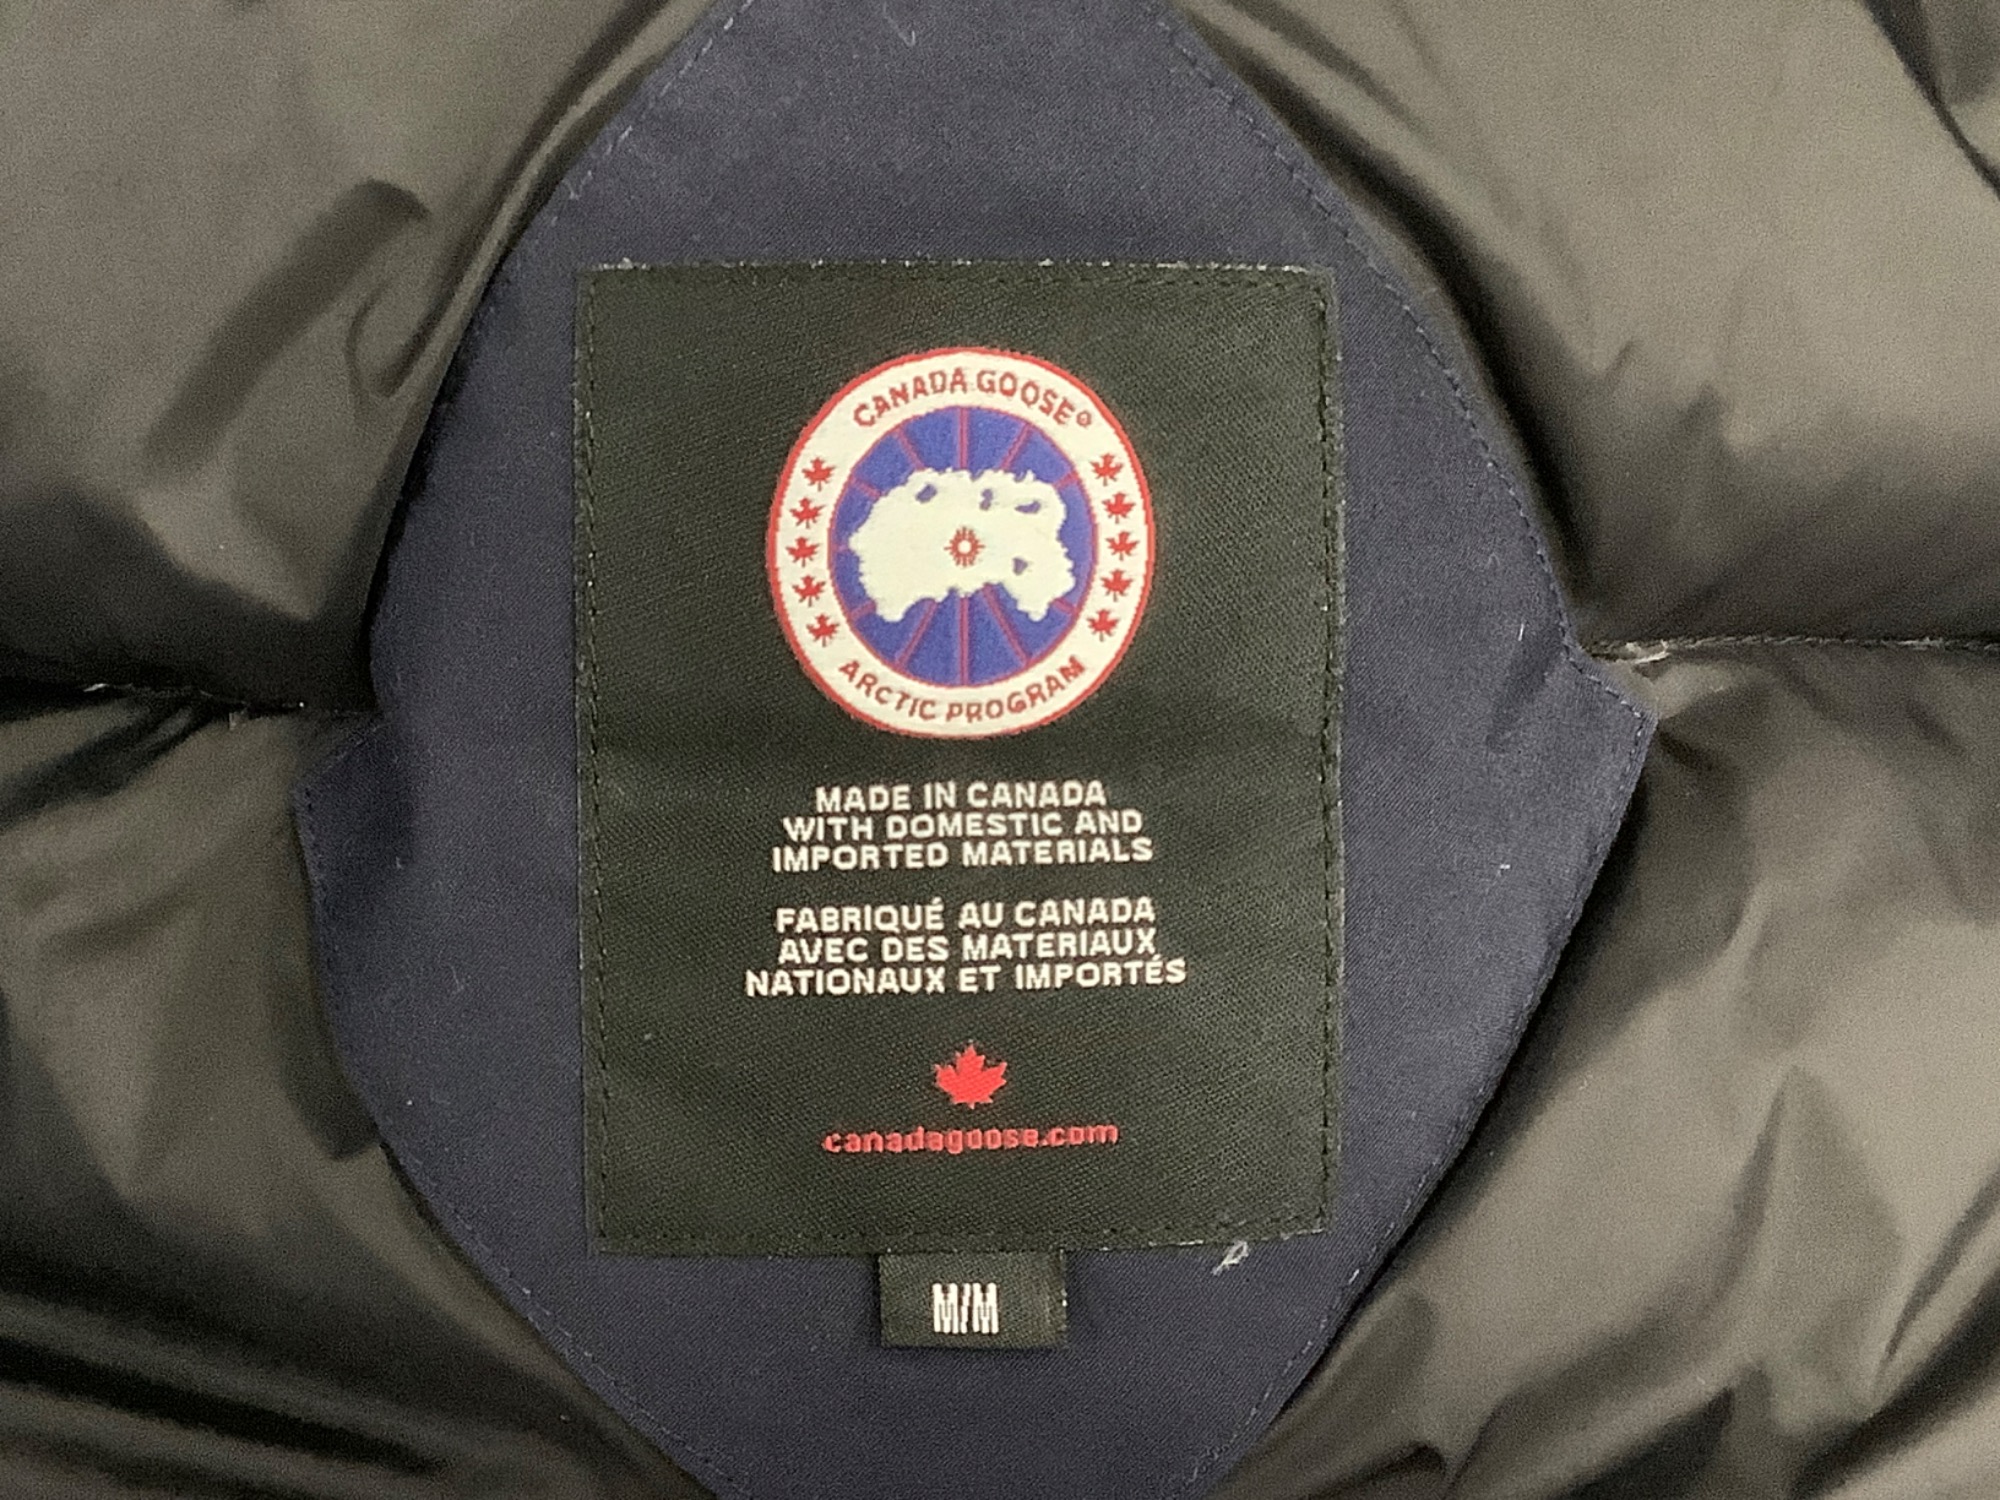 CANADA GOOSE®
ARCTIC PROGRAM
MADE IN CANADA
WITH DOMESTIC AND
IMPORTED MATERIALS
FABRIQUÉ AU CANADA
AVEC DES MATERIAUX
NATIONAUX ET IMPORTÉS
canadagoose.com
M/M